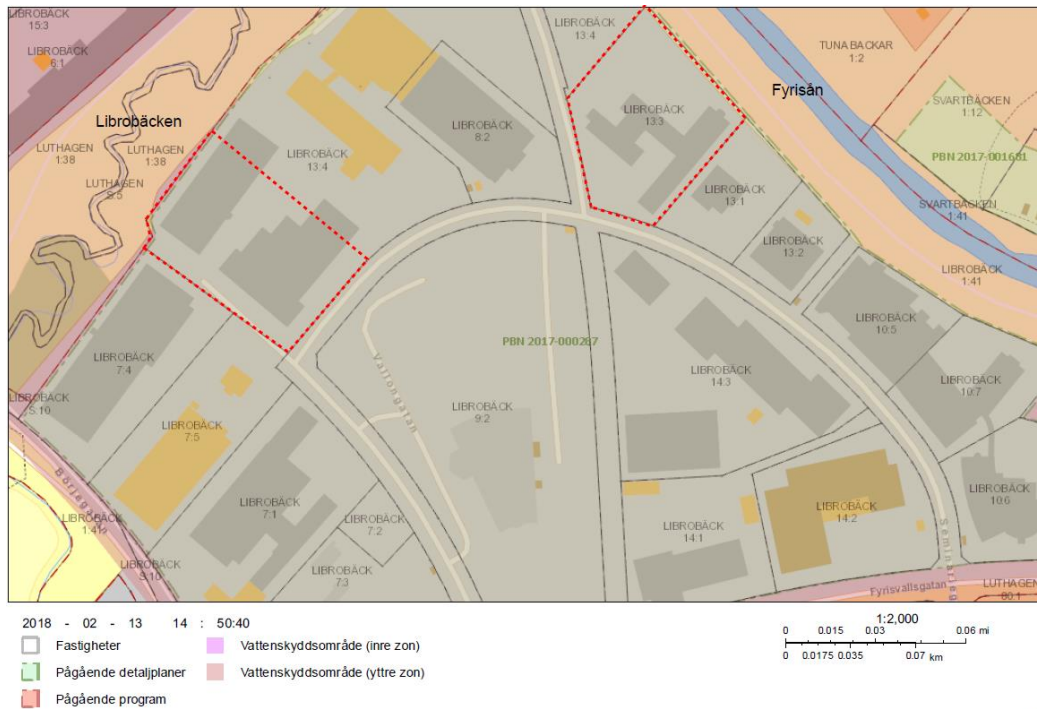 LIBROBÄCK
15:3
LIBROBÄCK
6:1
Librobäcken
LUTHAGEN
1:38
LUTHAGEN
1:38
LUTHAGEN
S:5
LIBROBÄCK
13:4
LIBROBÄCK
8:2
LIBROBÄCK
13:4
LIBROBÄCK
13:3
LIBROBÄCK
13:1
LIBROBÄCK
13:2
Fyrisån
TUNA BACKAR
1:2
SVARTBÄCKEN
1:12
PBN 2017-001681
SVARTBÄCKEN
1:41
LIBROBÄCK
1:41
LIBROBÄCK
10:5
LIBROBÄCK
10:7
LIBROBÄCK
10:6
PBN 2017-000287
LIBROBÄCK
14:3
LIBROBÄCK
7:4
LIBROBÄCK
S:10
LIBROBÄCK
7:5
Vallongatan
LIBROBÄCK
9:2
Börjegatan
LIBROBÄCK
1:41
LIBROBÄCK
S:10
LIBROBÄCK
7:1
LIBROBÄCK
7:2
LIBROBÄCK
7:3
LIBROBÄCK
14:1
LIBROBÄCK
14:2
Fyrisvallsgatan
LUTHAGEN
80:1
2018 - 02 - 13 14 : 50:40
Fastigheter
Pågående detaljplaner
Pågående program
Vattenskyddsområde (inre zon)
Vattenskyddsområde (yttre zon)
1:2,000
0 0.015 0.03 0.06 mi
0 0.0175 0.035 0.07 km